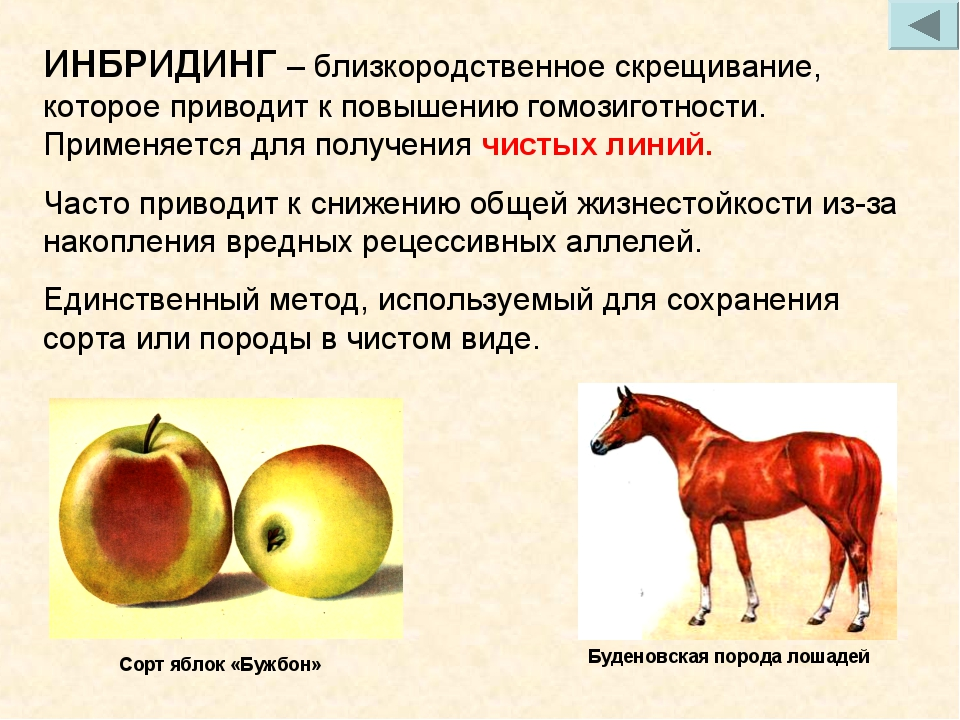 ИНБРИДИНГ – близкородственное скрещивание,
которое приводит к повышению гомозиготности.
Применяется для получения чистых линий.
Часто приводит к снижению общей жизнестойкости из-за
накопления вредных рецессивных аллелей.
Единственный метод, используемый для сохранения
сорта или породы в чистом виде.
Сорт яблок «Бужбон»
Буденовская порода лошадей